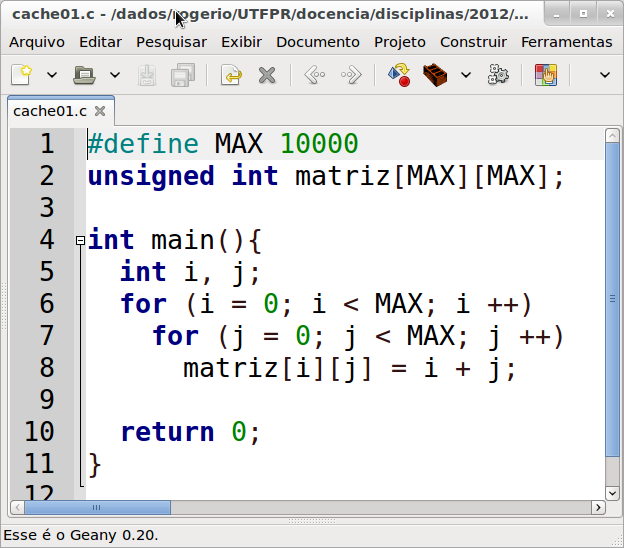 cache01.c - /dados/rogerio/UTFPR/docencia/disciplinas/2012/...
Arquivo Editar Pesquisar Exibir Documento Projeto Construir Ferramentas
cache01.c
1 #define MAX 10000
2 unsigned int matriz[MAX][MAX];
3
4 int main(){
5 int i, j;
6 for (i = 0; i < MAX; i ++)
7 for (j = 0; j < MAX; j ++)
8 matriz[i][j] = i + j;
9
10 return 0;
11 }
12
Esse é o Geany 0.20.